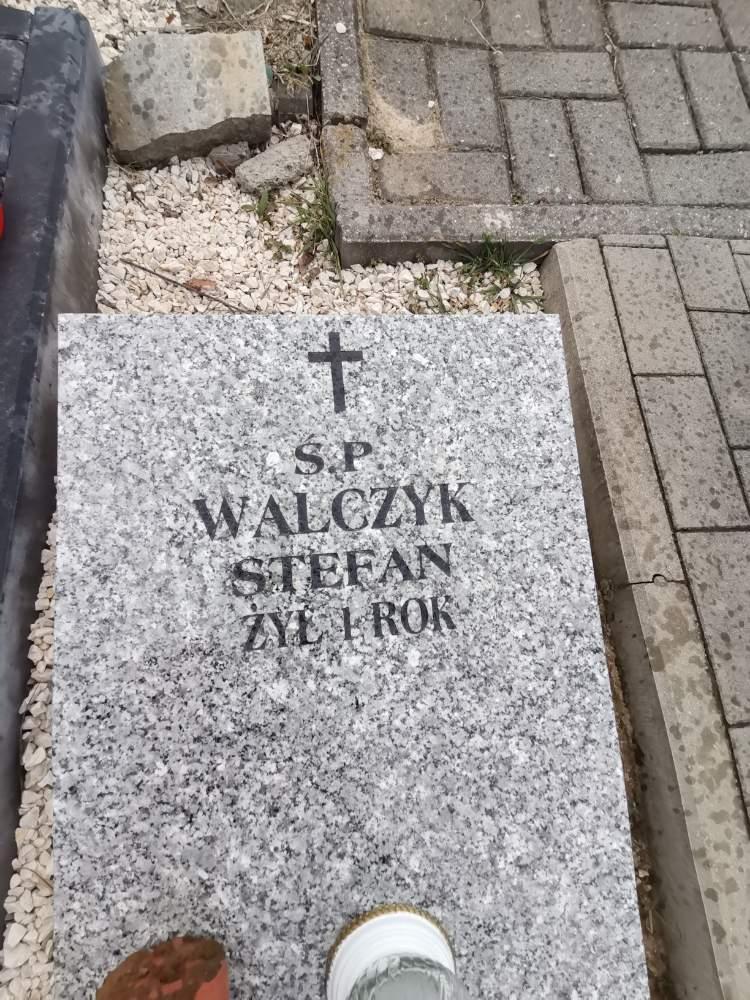 Ś.P.
WALCZYK
STEFAN
ŻYŁ 1 ROK